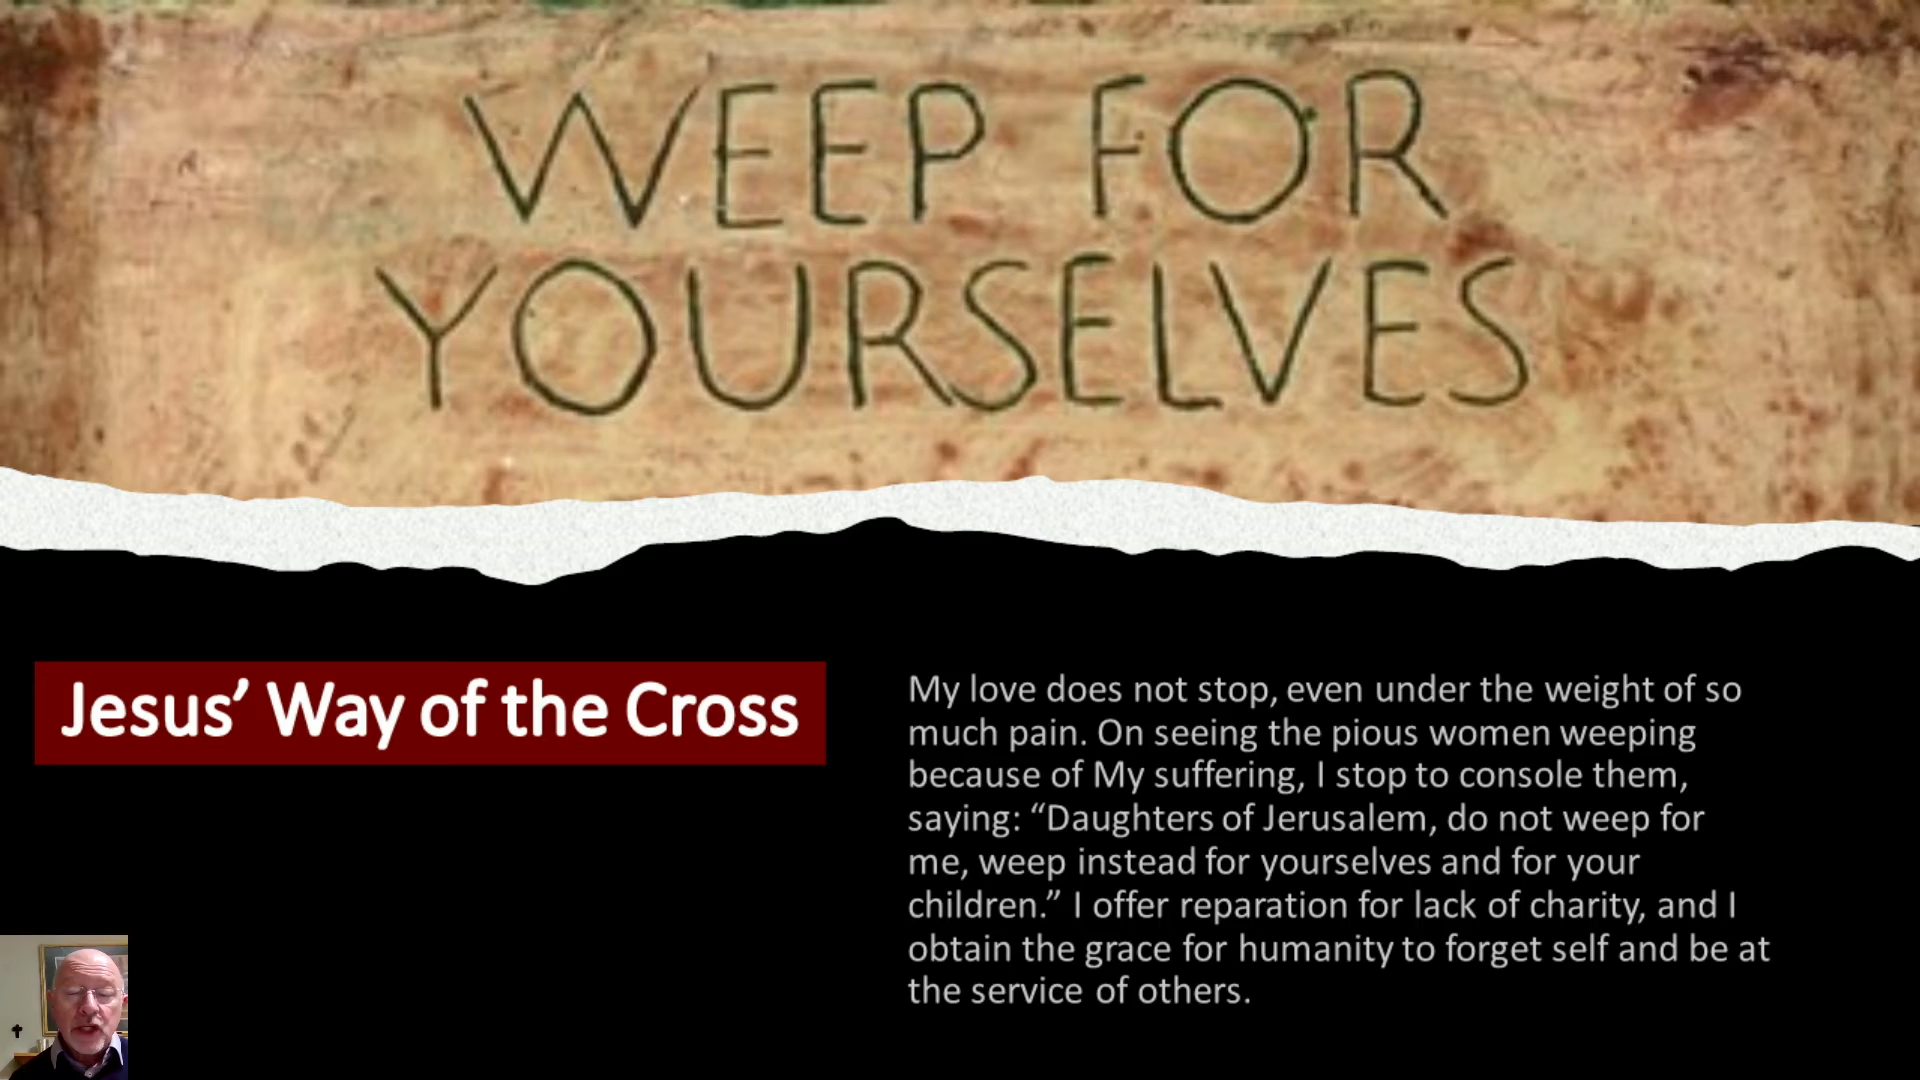 WEEP FOR
YOURSELVES
Jesus’ Way of the Cross
My love does not stop, even under the weight of so
much pain. On seeing the pious women weeping
because of My suffering, I stop to console them,
saying: “Daughters of Jerusalem, do not weep for
me, weep instead for yourselves and for your
children.” I offer reparation for lack of charity, and I
obtain the grace for humanity to forget self and be at
the service of others.